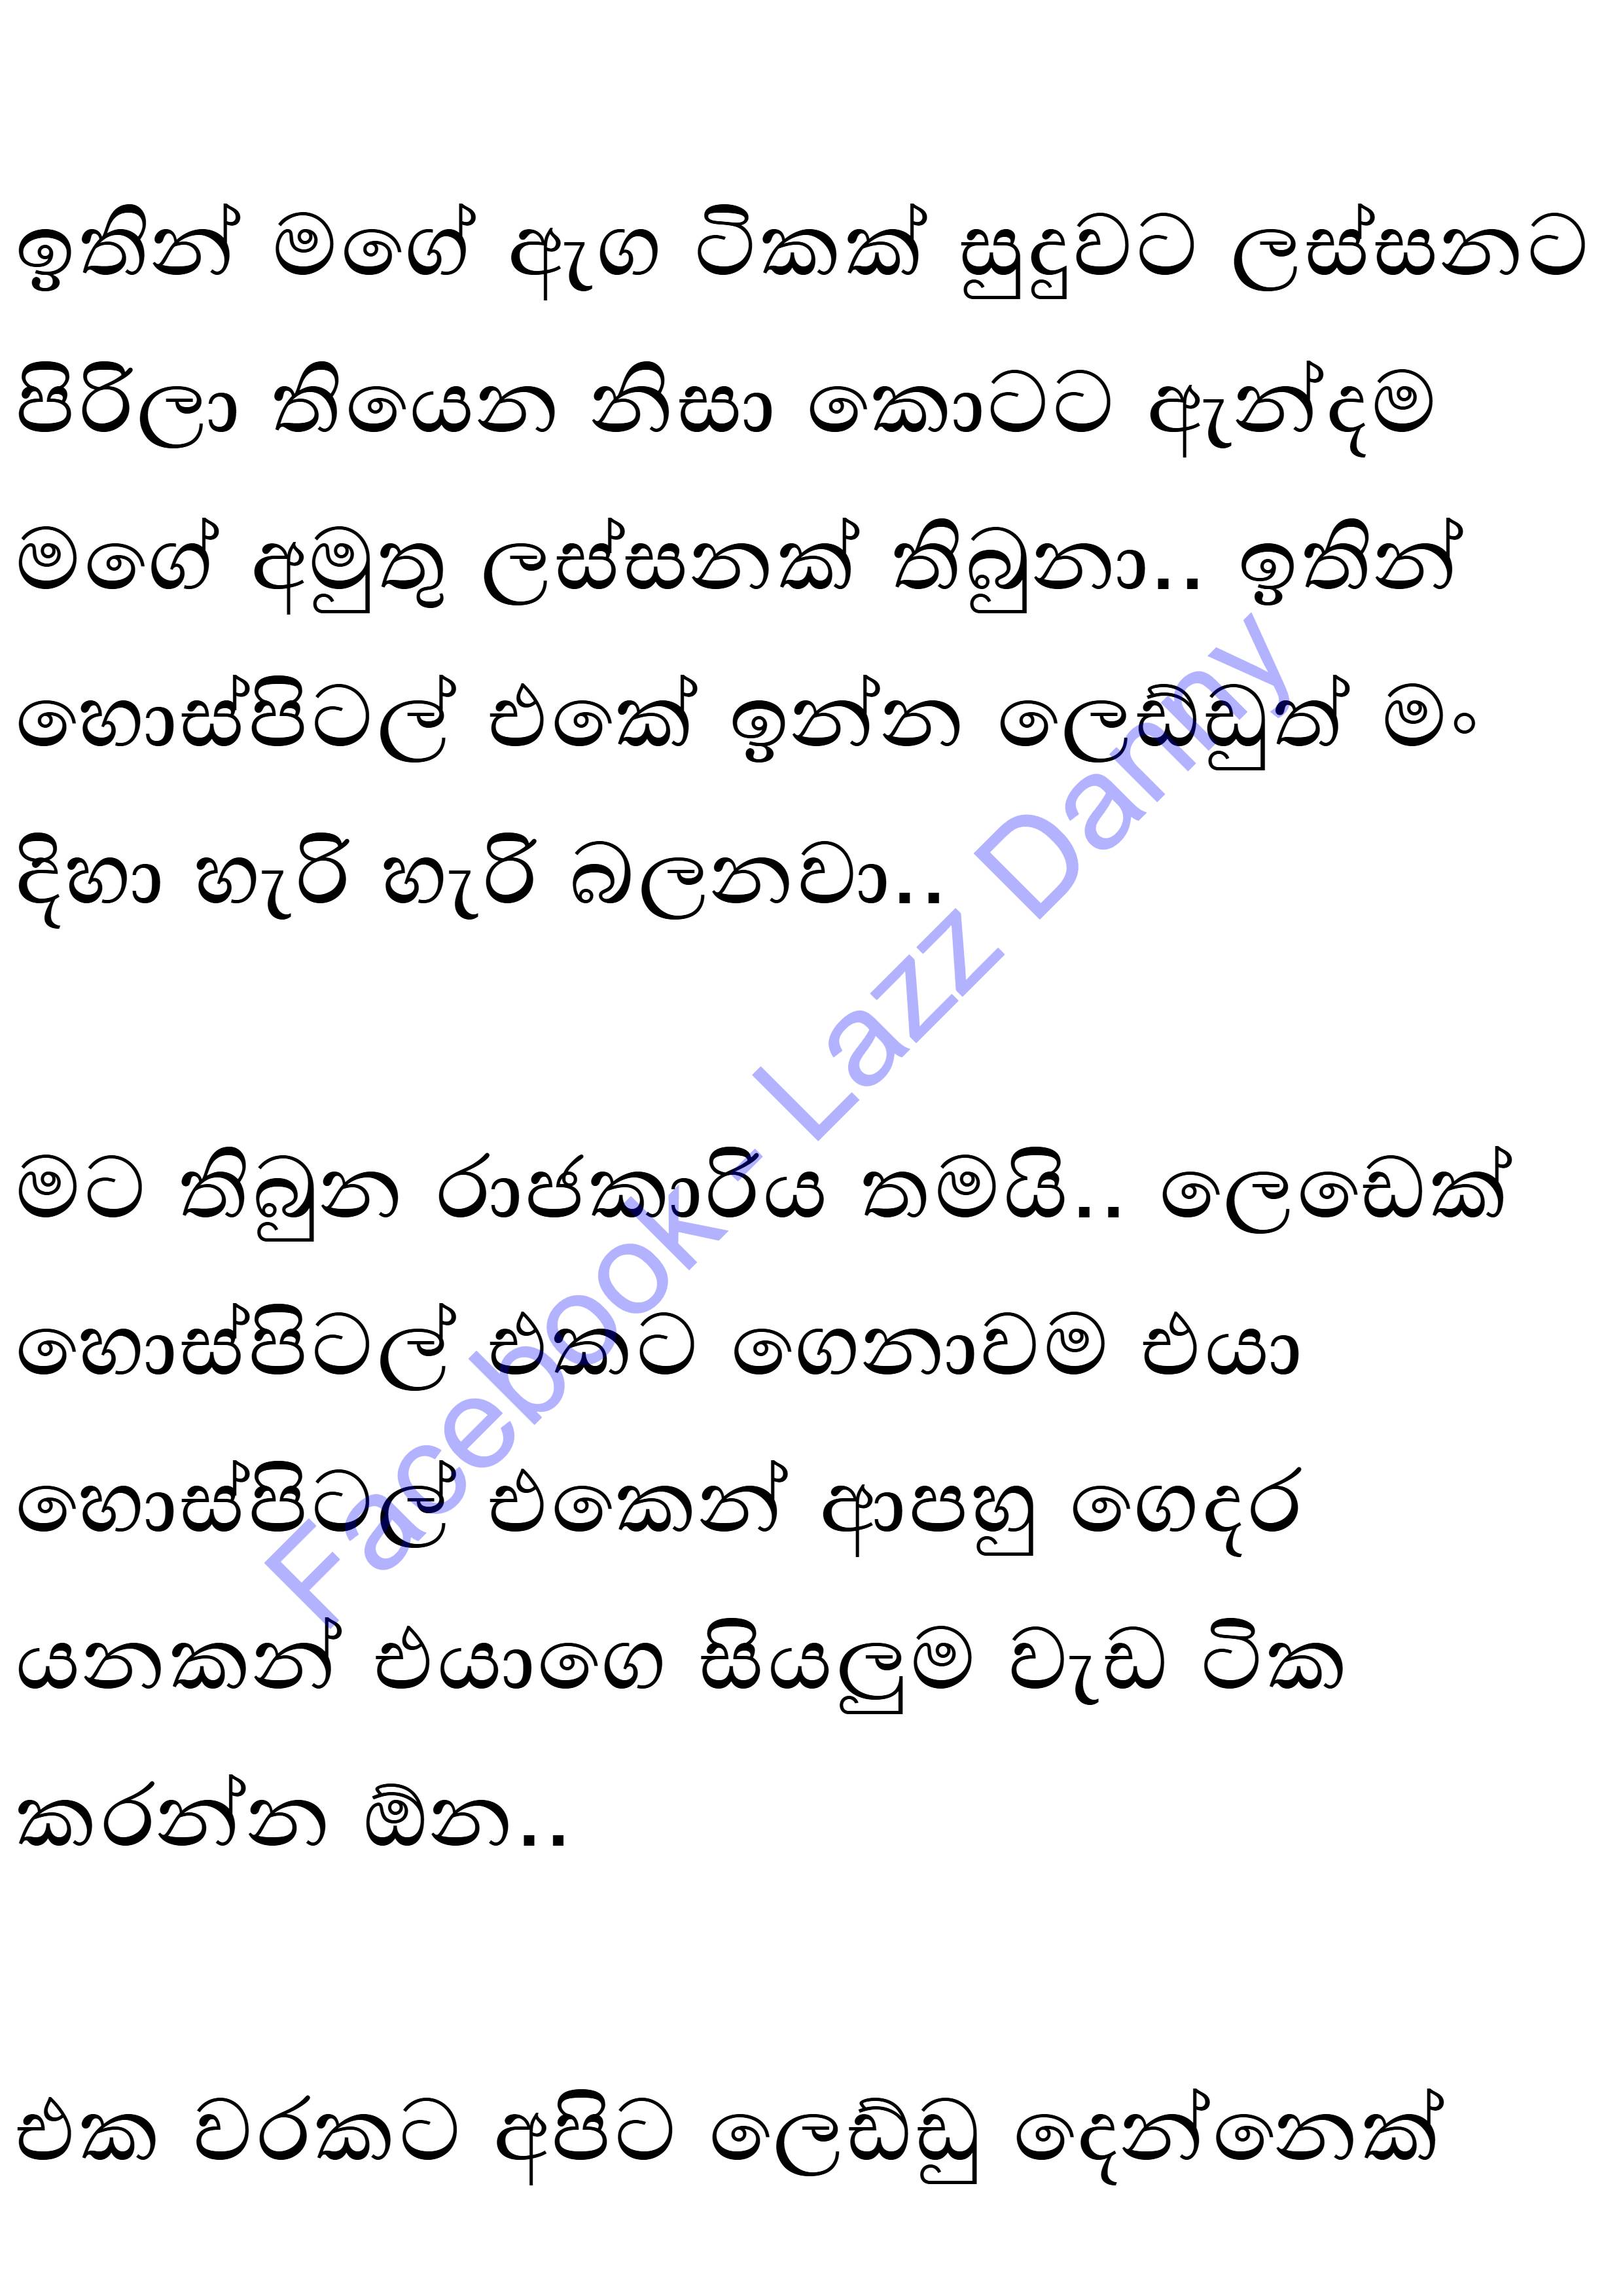 ඉතින් මගේ ඇග ටිකක් සුදුවට ලස්සනට
පිරිලා තියෙන නිසා කොටට ඇන්දම
මගේ අමුතු ලස්සනක් තිබුනා.. ඉතින්
හොස්පිටල් එකේ ඉන්න ලෙඩ්ඩුත් මං
දිහා හැරි හැරි බලනවා..
මට තිබුන රාජකාරිය තමයි.. ලෙඩෙක්
හොස්පිටල් එකට ගෙනාවම එයා
හොස්පිටල් එකෙන් ආපහු ගෙදර
යනකන් එයාගෙ සියලුම වැඩ ටික
කරන්න ඕන..
එක වරකට අපිට ලෙඩ්ඩු දෙන්නෙක්
Facebook - Lazz Danny